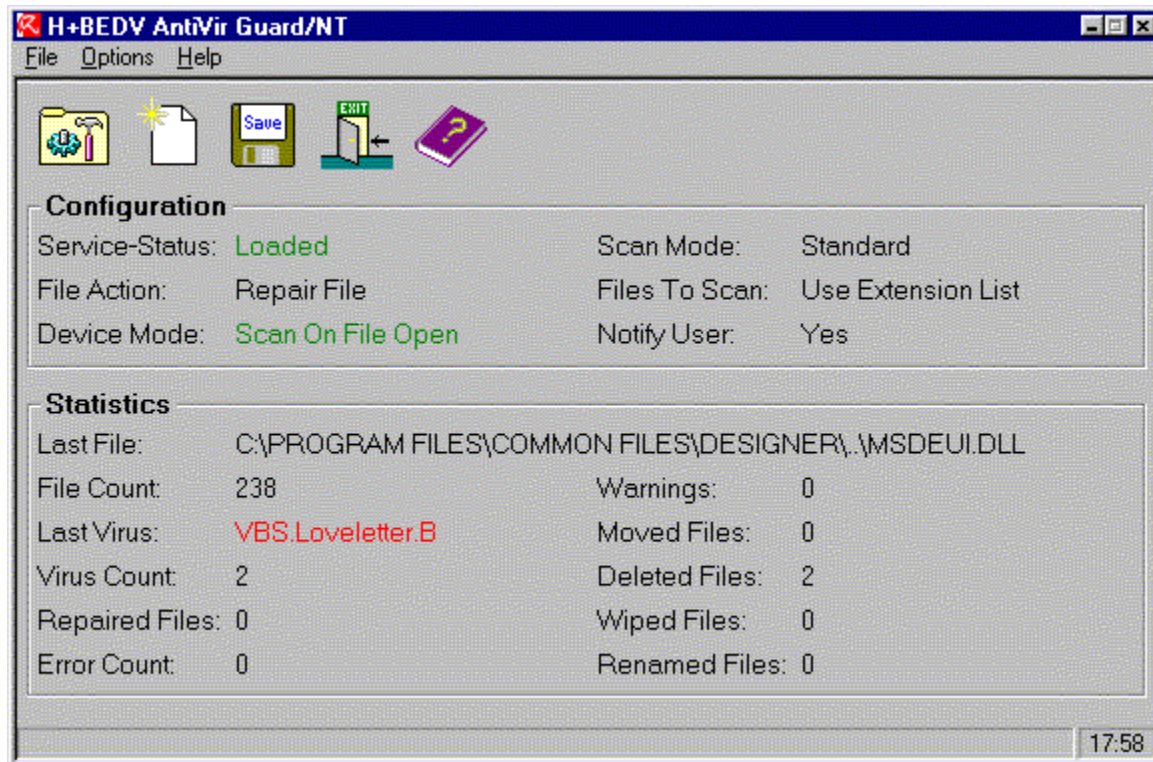 H+BEDV AntiVir Guard/NT
File Options Help
Save
EXIT
?
Configuration
Service-Status: Loaded Scan Mode: Standard
File Action: Repair File Files To Scan: Use Extension List
Device Mode: Scan On File Open Notify User: Yes
Statistics
Last File: C:\PROGRAM FILES\COMMON FILES\DESIGNER\..\MSDEUI.DLL
File Count: 238 Warnings: 0
Last Virus: VBS.Loveletter.B Moved Files: 0
Virus Count: 2 Deleted Files: 2
Repaired Files: 0 Wiped Files: 0
Error Count: 0 Renamed Files: 0
17:58